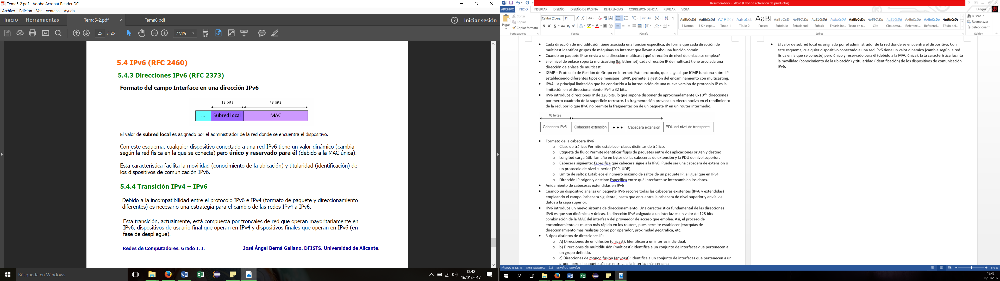 Tema5-2.pdf - Adobe Acrobat Reader DC
Archivo Edición Ver Ventana Ayuda
Inicio Herramientas Tema5-2.pdf × Tema6.pdf Iniciar sesión
25 / 26 77,1%
5.4 IPv6 (RFC 2460)
5.4.3 Direcciones IPv6 (RFC 2373)
Formato del campo Interface en una dirección IPv6
16 bits 48 bits
... Subred local MAC
El valor de subred local es asignado por el administrador de la red donde se encuentra el dispositivo.
Con este esquema, cualquier dispositivo conectado a una red IPv6 tiene un valor dinámico (cambia
según la red física en la que se conecte) pero único y reservado para él (debido a la MAC única).
Esta característica facilita la movilidad (conocimiento de la ubicación) y titularidad (identificación) de
los dispositivos de comunicación IPv6.
5.4.4 Transición IPv4 – IPv6
Debido a la incompatibilidad entre el protocolo IPv6 e IPv4 (formato de paquete y direccionamiento
diferentes) es necesario una estrategia para el cambio de las redes IPv4 a IPv6.
Esta transición, actualmente, está compuesta por troncales de red que operan mayoritariamente en
IPv6, dispositivos de usuario final que operan en IPv4 y dispositivos finales que operan en IPv6 (en
fase de despliegue).
Redes de Computadores. Grado I. I. José Ángel Berná Galiano. DFISTS. Universidad de Alicante.
Búsqueda en Windows
13:48
16/01/2017
Resumen.docx - Word (Error de activación de productos)
ARCHIVO INICIO INSERTAR DISEÑO DISEÑO DE PÁGINA REFERENCIAS CORRESPONDENCIA REVISAR VISTA Diegus .
Pegar
Cortar
Copiar
Copiar formato
Portapapeles
Calibri (Cuerp 11
N K S abc x₂ x²
Fuente
Párrafo
AaBbCcDd AaBbCcDd AaBbCc AaBbCcC AaBl AaBbCcD AaBbCcDd AaBbCcDd AaBbCcDd AaBbCcDc AaBbCcDd AaBbCcDd AaBbCcDd AaBbCcDd AaBbCcDc
¶ Normal ¶ Sin espa... Título 1 Título 2 Puesto Subtítulo Énfasis sutil Énfasis Énfasis int... Texto en n... Cita Cita desta... Referenci... Referenci... Título del...
Estilos
Buscar
Reemplazar
Seleccionar
Edición
• Cada dirección de multidifusión tiene asociada una función específica, de forma que cada dirección de
multicast identifica grupos de máquinas en Internet que llevan a cabo una función común.
• Cuando un paquete IP se envía a una dirección multicast ¿qué dirección de nivel de enlace se emplea?
• Si el nivel de enlace soporta multicasting (Ej: Ethernet) cada dirección IP de multicast tiene asociada una
dirección de enlace de multicast.
• IGMP – Protocolo de Gestión de Grupo en Internet: Este protocolo, que al igual que ICMP funciona sobre IP
estableciendo diferentes tipos de mensajes IGMP, permite la gestión del encaminamiento con multicasting.
• IPV4: La principal limitación que ha conducido a la introducción de una nueva versión de protocolo IP es la
limitación en el direccionamiento IPv4 a 32 bits.
• IPv6 introduce direcciones IP de 128 bits, lo que supone disponer de aproximadamente 6x10²³ direcciones
por metro cuadrado de la superficie terrestre. La fragmentación provoca un efecto nocivo en el rendimiento
de la red, por lo que IPv6 no permite la fragmentación de un paquete IP en un router intermedio.
40 bytes
Cabecera IPv6 Cabecera extensión • • • Cabecera extensión PDU del nivel de transporte
• Formato de la cabecera IPv6
o Clase de tráfico: Permite establecer clases distintas de tráfico.
o Etiqueta de flujo: Permite identificar flujos de paquetes entre dos aplicaciones origen y destino
o Longitud carga útil: Tamaño en bytes de las cabeceras de extensión y la PDU de nivel superior.
o Cabecera siguiente: Especifica qué cabecera sigue a la IPv6. Puede ser una cabecera de extensión o
un protocolo de nivel superior (TCP, UDP).
o Límite de saltos: Establece el número máximo de saltos de un paquete IP, al igual que en IPv4.
o Dirección IP origen y destino: Especifica entre qué interfaces se intercambian los datos.
• Anidamiento de cabeceras extendidas en IPv6
• Cuando un dispositivo analiza un paquete IPv6 recorre todas las cabeceras existentes (IPv6 y extendidas)
empleando el campo ‘cabecera siguiente’, hasta que encuentra la cabecera de nivel superior y envía los
datos a la capa superior.
• IPv6 introduce un nuevo sistema de direccionamiento. Una característica fundamental de las direcciones
IPv6 es que son dinámicas y únicas. La dirección IPv6 asignada a un interfaz es un valor de 128 bits
combinación de la MAC del interfaz y del proveedor de acceso que emplea. Así, el proceso de
encaminamiento es mucho más rápido en los routers, pues permite establecer jerarquías de
direccionamiento más realistas como por operador, proximidad geográfica, etc.
• 3 tipos distintos de direcciones IP:
o A) Direcciones de unidifusión (unicast): Identifican a un interfaz individual.
o b) Direcciones de multidifusión (multicast): Identifica a un conjunto de interfaces que pertenecen a
un grupo definido.
o c) Direcciones de monodifusión (anycast): Identifica a un conjunto de interfaces que pertenecen a un
grupo, pero el paquete sólo se entrega a la interfaz más cercana
• El valor de subred local es asignado por el administrador de la red donde se encuentra el dispositivo. Con
este esquema, cualquier dispositivo conectado a una red IPv6 tiene un valor dinámico (cambia según la red
física en la que se conecte) pero único y reservado para él (debido a la MAC única). Esta característica facilita
la movilidad (conocimiento de la ubicación) y titularidad (identificación) de los dispositivos de comunicación
IPv6.
PÁGINA 18 DE 18 5461 PALABRAS ESPAÑOL (ESPAÑA) 110 %
13:48
16/01/2017